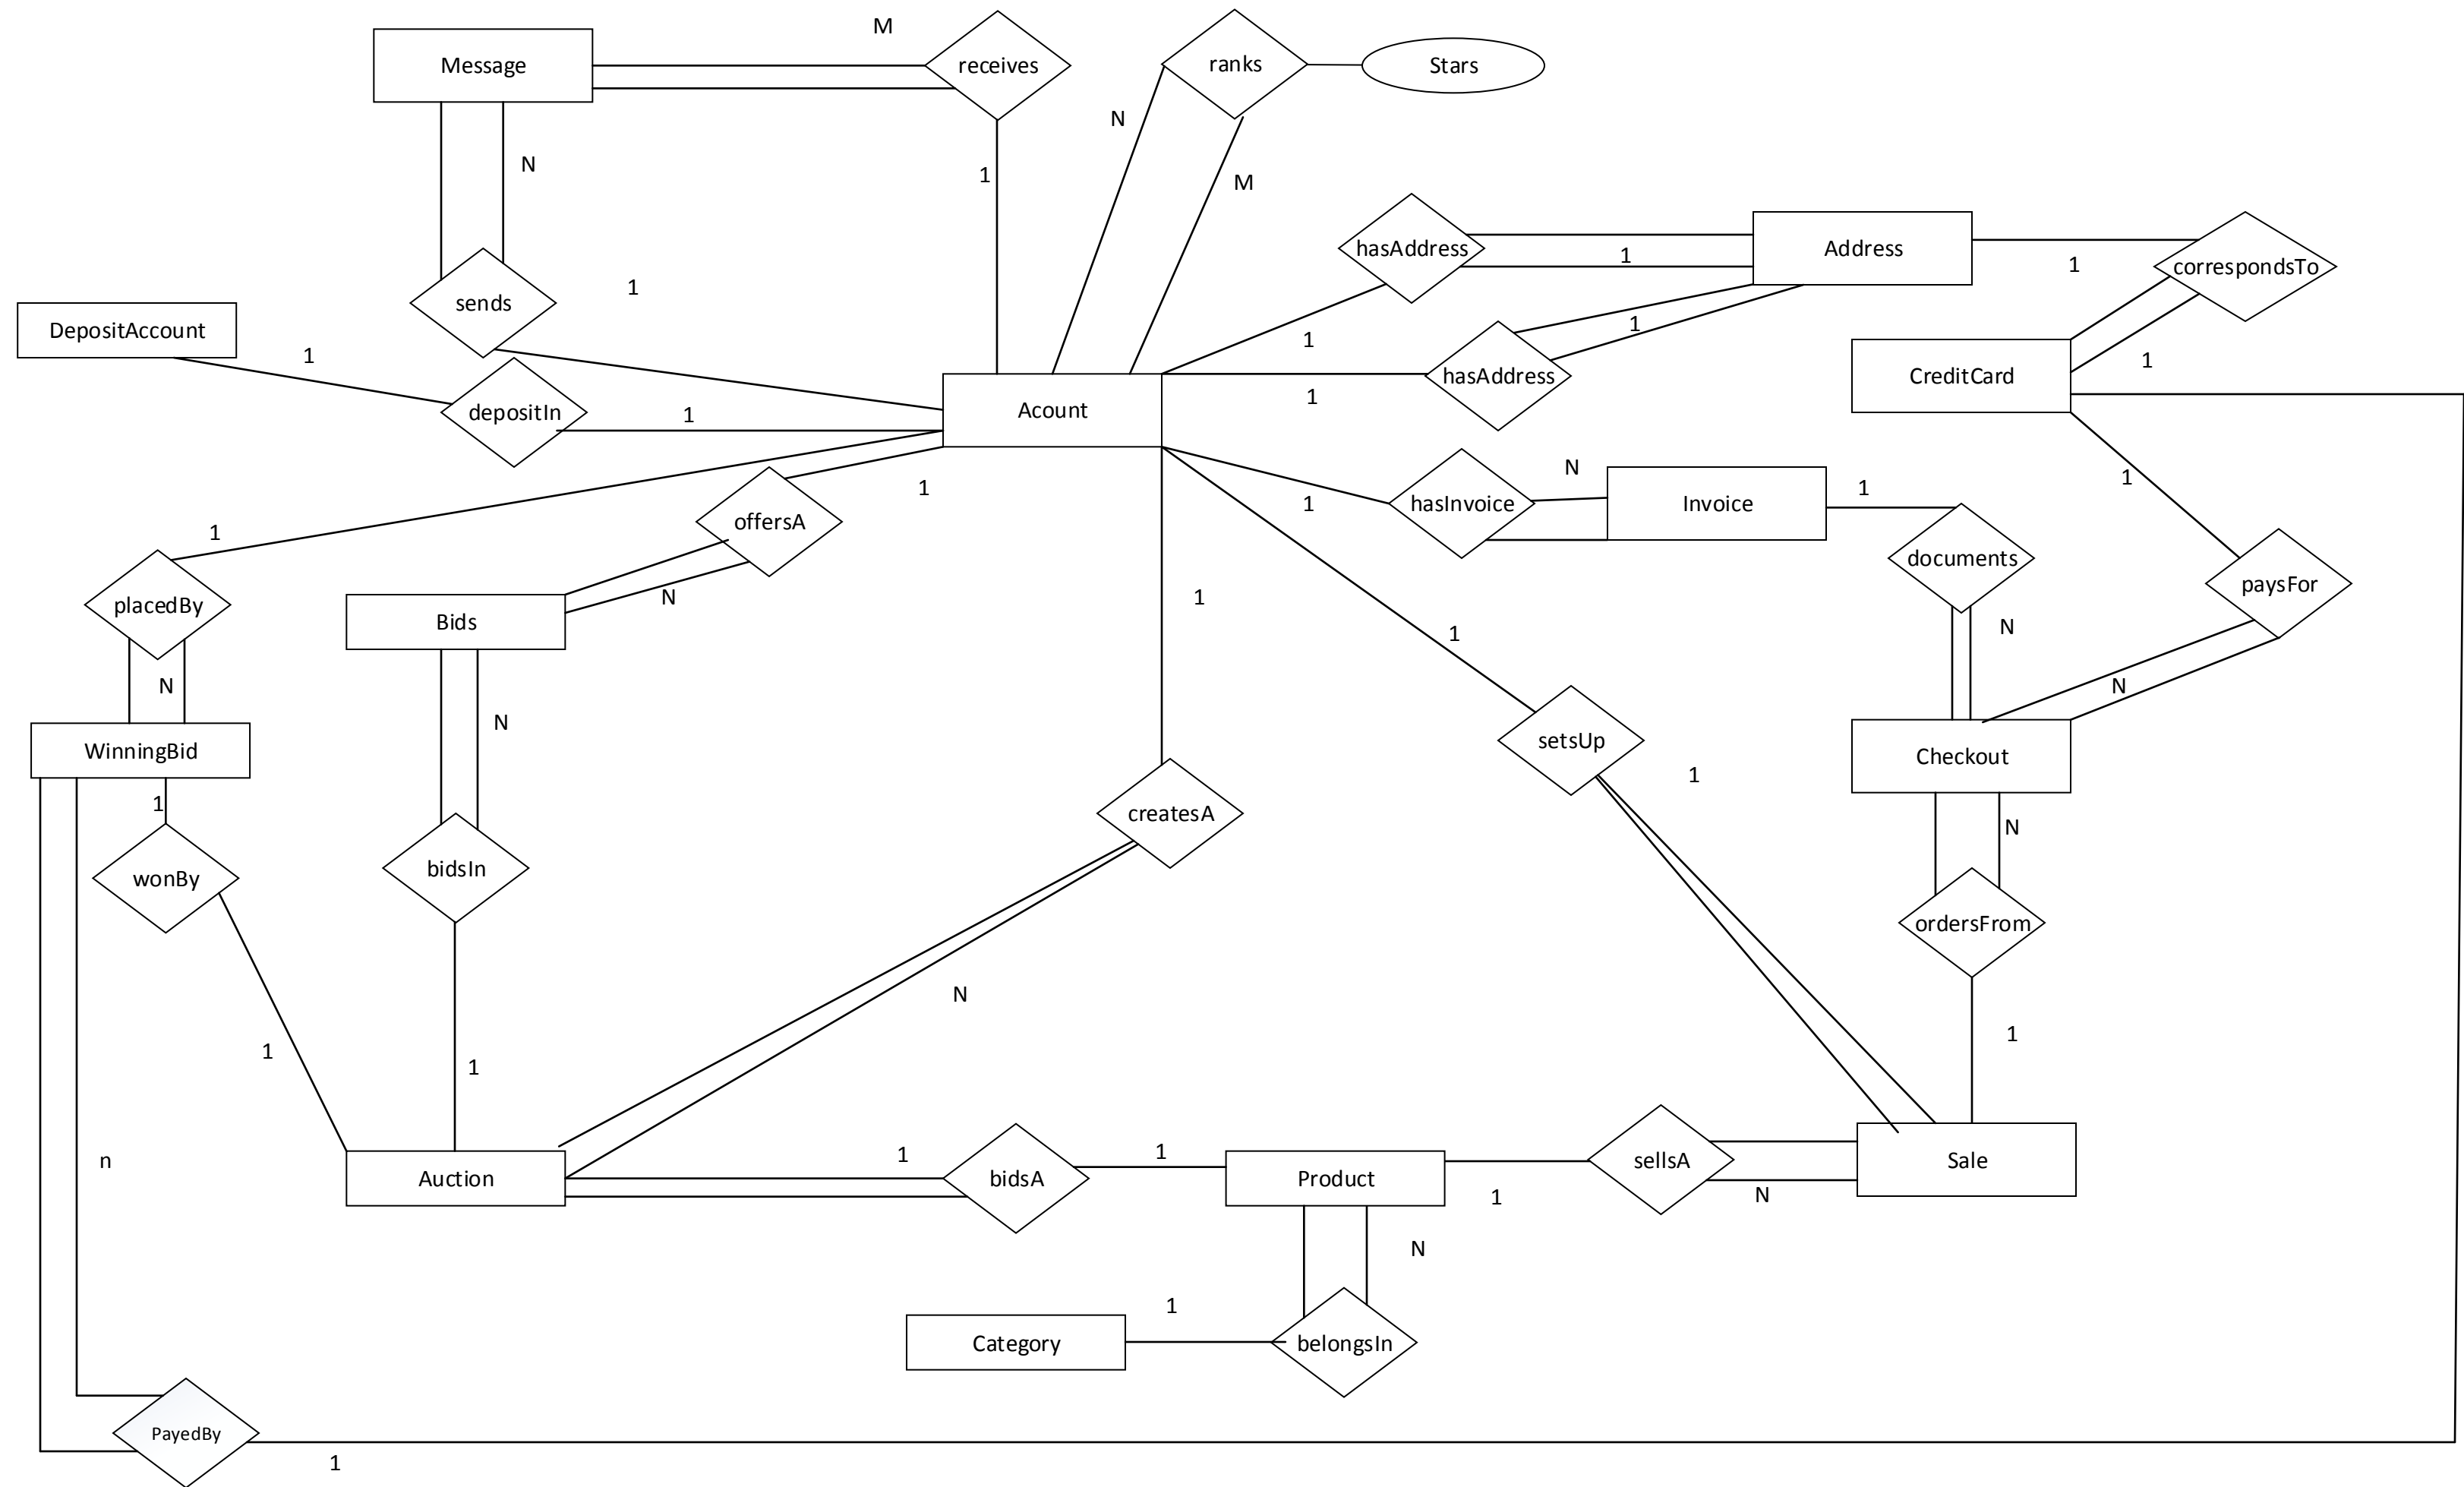 M
Message
receives
ranks
Stars
N
N
1
M
hasAddress
1
Address
1
correspondsTo
sends
1
DepositAccount
1
1
1
hasAddress
1
CreditCard
1
depositIn
1
Acount
1
hasInvoice
N
Invoice
1
1
1
offersA
1
documents
paysFor
placedBy
Bids
N
1
1
N
N
N
N
WinningBid
setsUp
1
Checkout
1
createsA
N
wonBy
bidsIn
ordersFrom
N
1
1
1
n
Auction
1
bidsA
1
Product
1
sellsA
N
Sale
N
1
Category
belongsIn
PayedBy
1